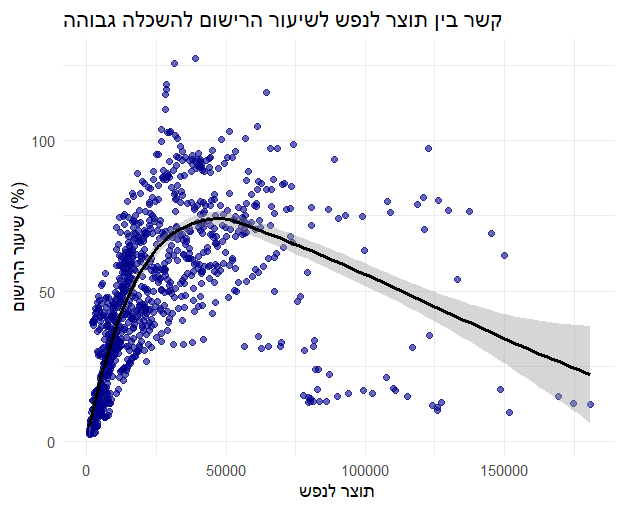 קשר בין תוצר לנפש לשיעור הרישום להשכלה גבוהה
שיעור הרישום (%)
100
50
0
0
50000
100000
150000
תוצר לנפש